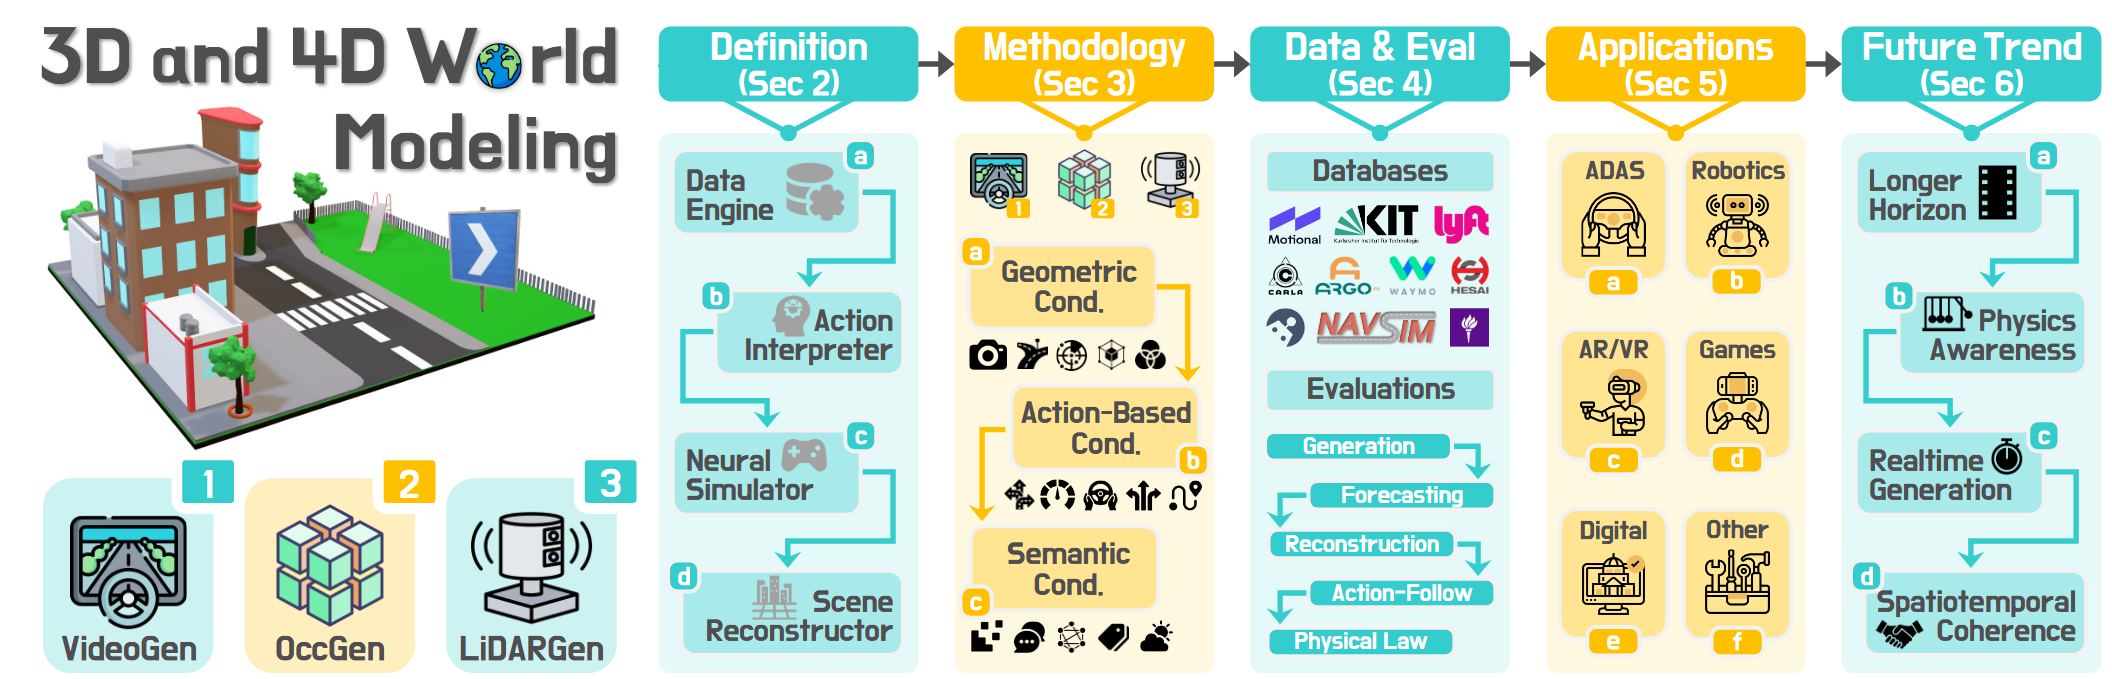 3D and 4D World
Modeling
1
VideoGen
2
OccGen
3
LiDARGen
Definition
(Sec 2)
a
Data
Engine
b
Action
Interpreter
c
Neural
Simulator
d
Scene
Reconstructor
Methodology
(Sec 3)
1
2
3
a
Geometric
Cond.
Action-Based
Cond.
b
Semantic
Cond.
c
Data & Eval
(Sec 4)
Databases
Motional
KIT
Karlsruher Institut für Technologie
lyft
CARLA
ARGO
WAYMO
HESAI
NAVSIM
Evaluations
Generation
Forecasting
Reconstruction
Action-Follow
Physical Law
Applications
(Sec 5)
ADAS
a
Robotics
b
AR/VR
c
Games
d
Digital
e
Other
f
Future Trend
(Sec 6)
a
Longer
Horizon
b
Physics
Awareness
c
Realtime
Generation
d
Spatiotemporal
Coherence